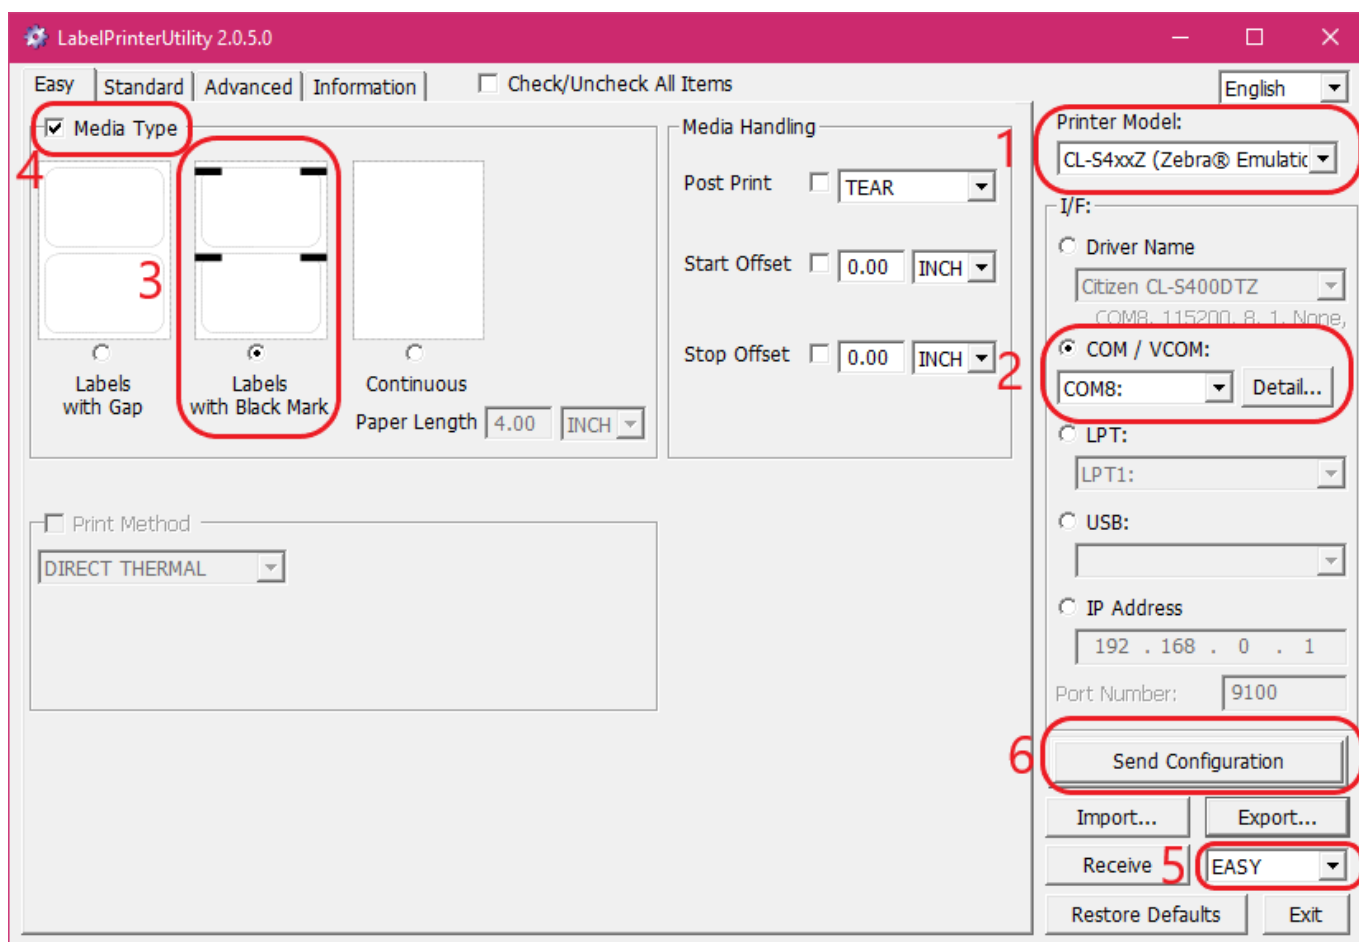 LabelPrinterUtility 2.0.5.0
Easy Standard Advanced Information Check/Uncheck All Items English
Media Type
4
3
Labels
with Gap
Labels
with Black Mark
Continuous
Paper Length 4.00 INCH
Media Handling
Post Print TEAR
Start Offset 0.00 INCH
Stop Offset 0.00 INCH
Print Method
DIRECT THERMAL
1
Printer Model:
CL-S4xxZ (Zebra® Emulatic
I/F:
Driver Name
Citizen CL-S400DTZ
COM8, 115200, 8, 1, None,
2
COM / VCOM:
COM8: Detail...
LPT:
LPT1:
USB:
IP Address
192 . 168 . 0 . 1
Port Number: 9100
6
Send Configuration
Import... Export...
Receive 5 EASY
Restore Defaults Exit